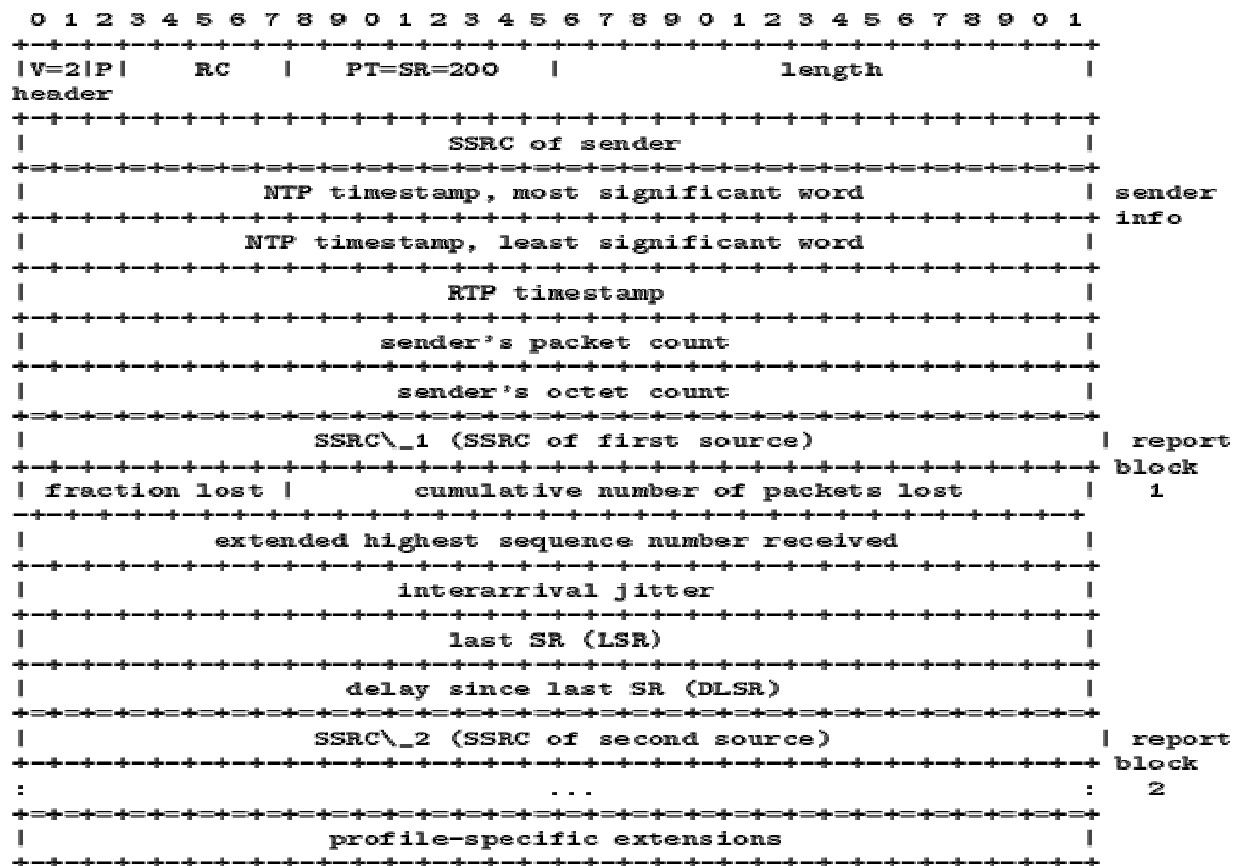 0 1 2 3 4 5 6 7 8 9 0 1 2 3 4 5 6 7 8 9 0 1 2 3 4 5 6 7 8 9 0 1
+-+-+-+-+-+-+-+-+-+-+-+-+-+-+-+-+-+-+-+-+-+-+-+-+-+-+-+-+-+-+-+-+
|V=2|P|    RC   |   PT=SR=200   |             length            |
header
+-+-+-+-+-+-+-+-+-+-+-+-+-+-+-+-+-+-+-+-+-+-+-+-+-+-+-+-+-+-+-+-+
|                         SSRC of sender                        |
+=+=+=+=+=+=+=+=+=+=+=+=+=+=+=+=+=+=+=+=+=+=+=+=+=+=+=+=+=+=+=+=+
|              NTP timestamp, most significant word             | sender
+-+-+-+-+-+-+-+-+-+-+-+-+-+-+-+-+-+-+-+-+-+-+-+-+-+-+-+-+-+-+-+-+ info
|             NTP timestamp, least significant word             |
+-+-+-+-+-+-+-+-+-+-+-+-+-+-+-+-+-+-+-+-+-+-+-+-+-+-+-+-+-+-+-+-+
|                         RTP timestamp                         |
+-+-+-+-+-+-+-+-+-+-+-+-+-+-+-+-+-+-+-+-+-+-+-+-+-+-+-+-+-+-+-+-+
|                     sender's packet count                     |
+-+-+-+-+-+-+-+-+-+-+-+-+-+-+-+-+-+-+-+-+-+-+-+-+-+-+-+-+-+-+-+-+
|                      sender's octet count                     |
+=+=+=+=+=+=+=+=+=+=+=+=+=+=+=+=+=+=+=+=+=+=+=+=+=+=+=+=+=+=+=+=+
|                 SSRC\_1 (SSRC of first source)                 | report
+-+-+-+-+-+-+-+-+-+-+-+-+-+-+-+-+-+-+-+-+-+-+-+-+-+-+-+-+-+-+-+-+ block
| fraction lost |       cumulative number of packets lost       |   1
-+-+-+-+-+-+-+-+-+-+-+-+-+-+-+-+-+-+-+-+-+-+-+-+-+-+-+-+-+-+-+-+
|           extended highest sequence number received           |
+-+-+-+-+-+-+-+-+-+-+-+-+-+-+-+-+-+-+-+-+-+-+-+-+-+-+-+-+-+-+-+-+
|                      interarrival jitter                      |
+-+-+-+-+-+-+-+-+-+-+-+-+-+-+-+-+-+-+-+-+-+-+-+-+-+-+-+-+-+-+-+-+
|                         last SR (LSR)                         |
+-+-+-+-+-+-+-+-+-+-+-+-+-+-+-+-+-+-+-+-+-+-+-+-+-+-+-+-+-+-+-+-+
|                   delay since last SR (DLSR)                  |
+=+=+=+=+=+=+=+=+=+=+=+=+=+=+=+=+=+=+=+=+=+=+=+=+=+=+=+=+=+=+=+=+
|                 SSRC\_2 (SSRC of second source)                | report
+-+-+-+-+-+-+-+-+-+-+-+-+-+-+-+-+-+-+-+-+-+-+-+-+-+-+-+-+-+-+-+-+ block
:                               ...                             :   2
+=+=+=+=+=+=+=+=+=+=+=+=+=+=+=+=+=+=+=+=+=+=+=+=+=+=+=+=+=+=+=+=+
|                  profile-specific extensions                  |
+-+-+-+-+-+-+-+-+-+-+-+-+-+-+-+-+-+-+-+-+-+-+-+-+-+-+-+-+-+-+-+-+